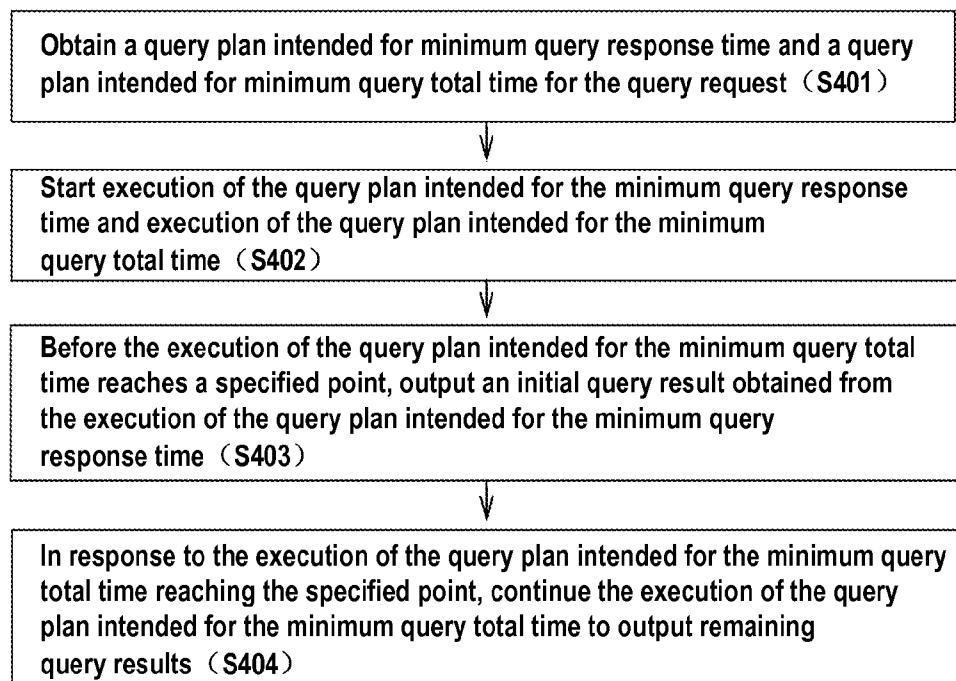 Obtain a query plan intended for minimum query response time and a query
plan intended for minimum query total time for the query request（S401）
Start execution of the query plan intended for the minimum query response
time and execution of the query plan intended for the minimum
query total time（S402）
Before the execution of the query plan intended for the minimum query total
time reaches a specified point, output an initial query result obtained from
the execution of the query plan intended for the minimum query
response time（S403）
In response to the execution of the query plan intended for the minimum query
total time reaching the specified point, continue the execution of the query
plan intended for the minimum query total time to output remaining
query results（S404）